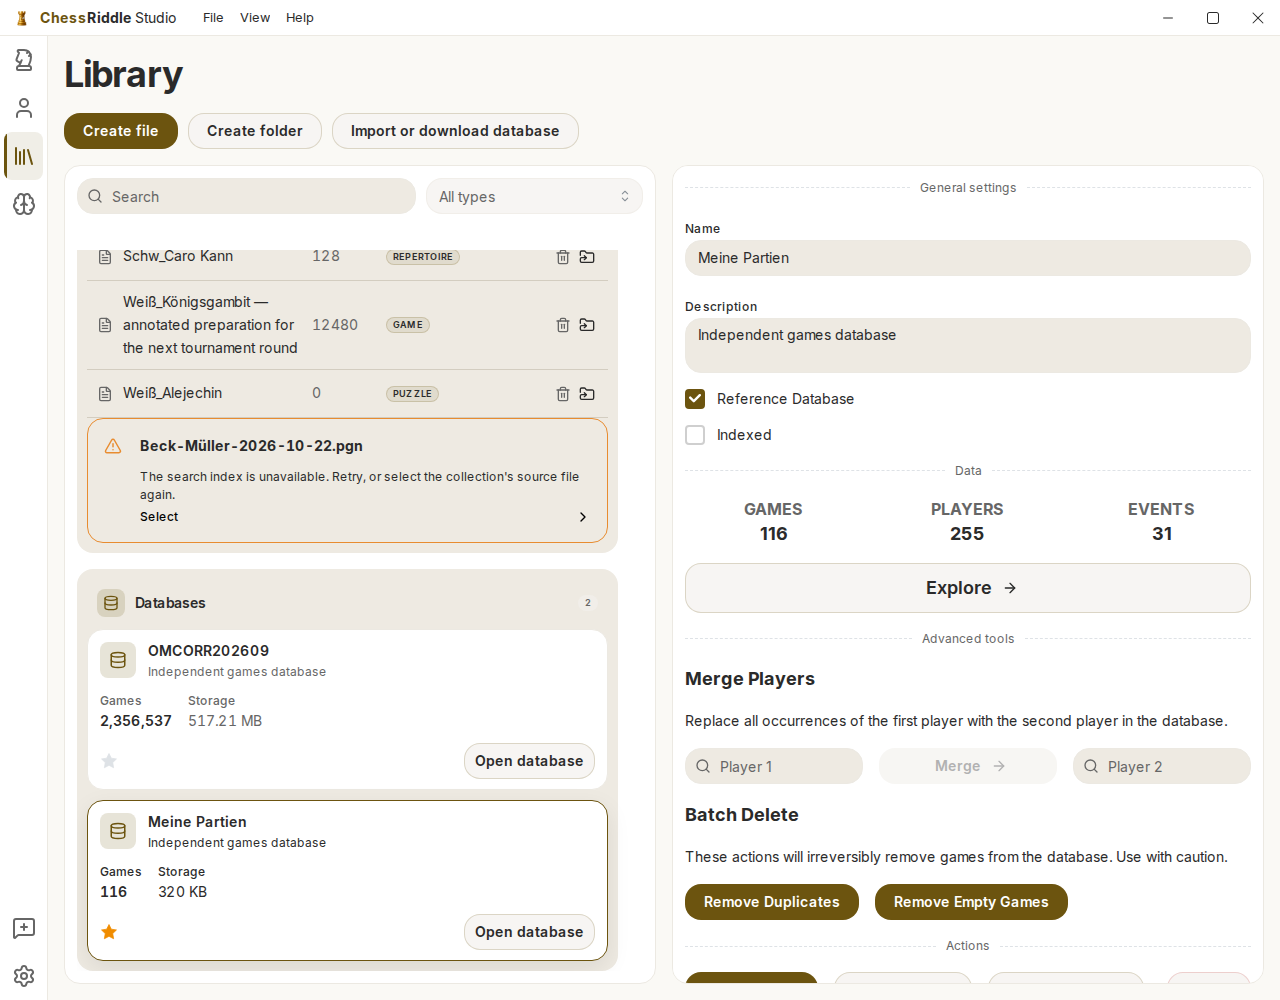 ChessRiddle Studio File View Help
Library
Create file Create folder Import or download database
Search All types
Schw_Caro Kann 128 REPERTOIRE
Weiß_Königsgambit —
annotated preparation for
the next tournament round
12480 GAME
Weiß_Alejechin 0 PUZZLE
Beck-Müller-2026-10-22.pgn
The search index is unavailable. Retry, or select the collection's source file
again.
Select
Databases 2
OMCORR202609
Independent games database
Games Storage
2,356,537 517.21 MB
Open database
Meine Partien
Independent games database
Games Storage
116 320 KB
Open database
General settings
Name
Meine Partien
Description
Independent games database
Reference Database
Indexed
Data
GAMES PLAYERS EVENTS
116 255 31
Explore
Advanced tools
Merge Players
Replace all occurrences of the first player with the second player in the database.
Player 1 Merge Player 2
Batch Delete
These actions will irreversibly remove games from the database. Use with caution.
Remove Duplicates Remove Empty Games
Actions